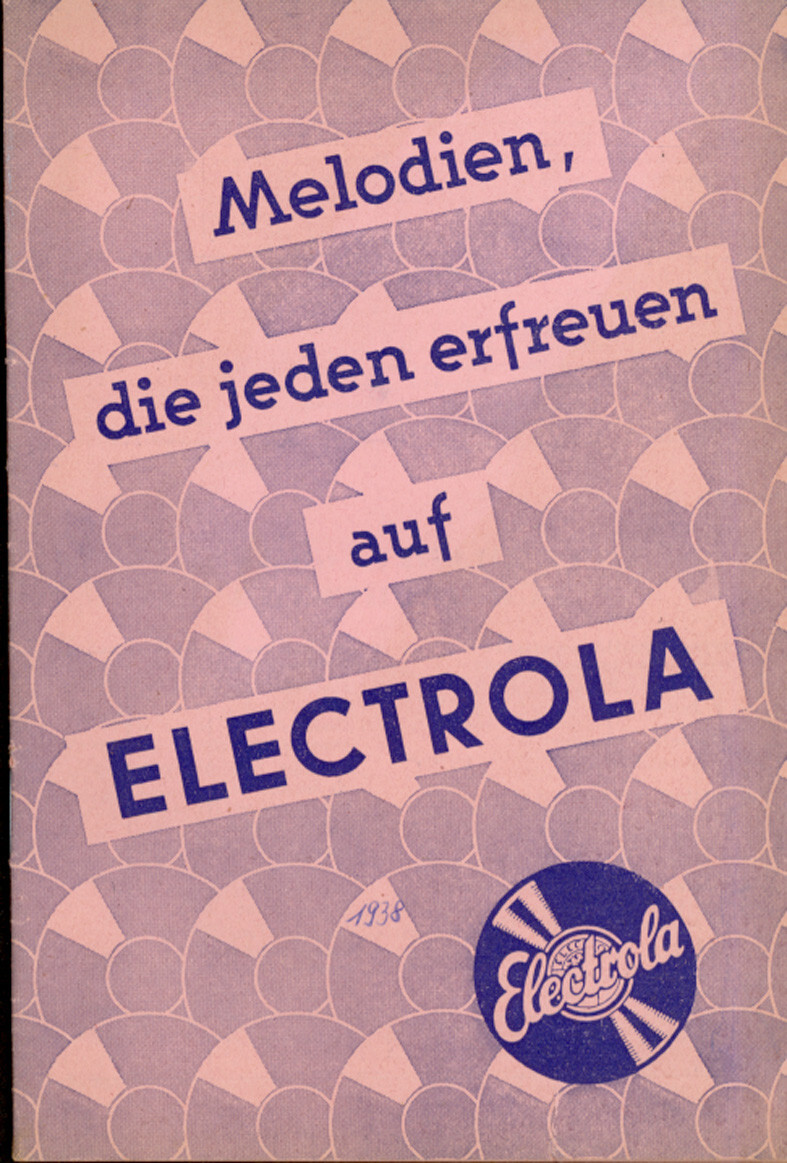 Melodien,
die jeden erfreuen
auf
ELECTROLA
1938
Electrola